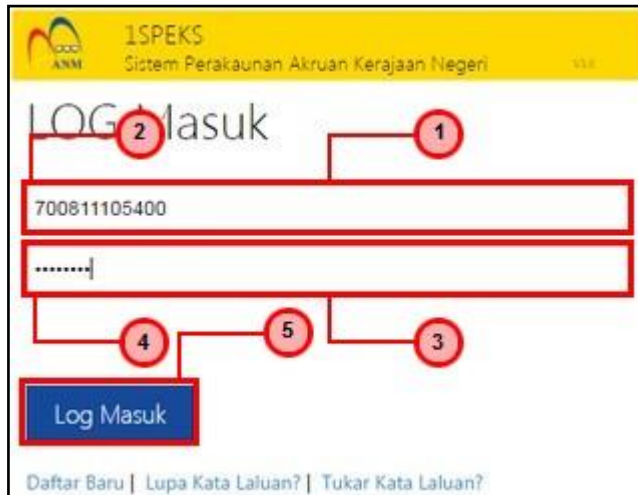 1SPEKS
ANM
Sistem Perakaunan Akruan Kerajaan Negeri
LOG Masuk
2
1
700811105400
••••••••
4
5
3
Log Masuk
Daftar Baru | Lupa Kata Laluan? | Tukar Kata Laluan?